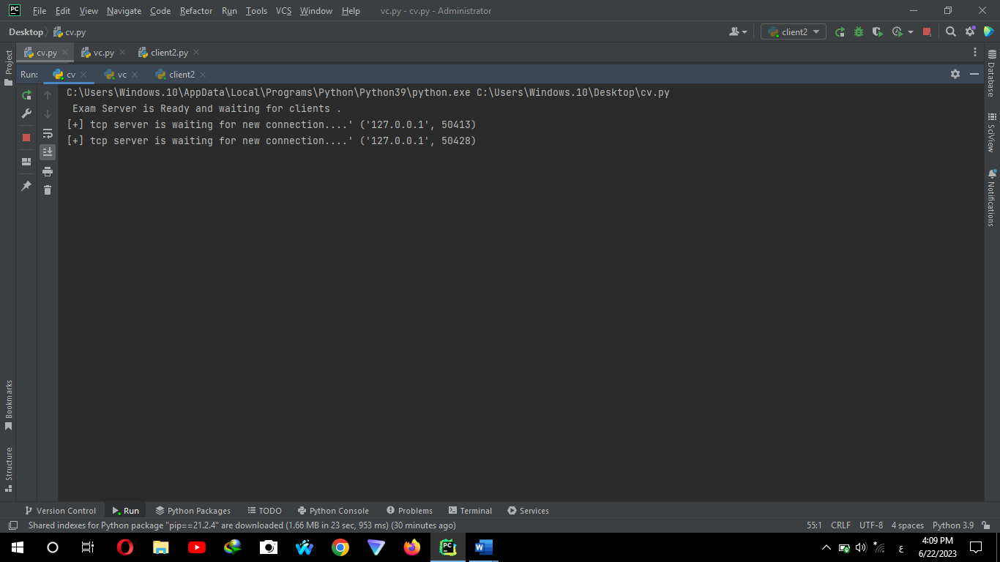 PC File Edit View Navigate Code Refactor Run Tools VCS Window Help vc.py - cv.py - Administrator
Desktop cv.py client2
cv.py vc.py client2.py
Run: cv vc client2
Project
Bookmarks
Structure
C:\Users\Windows.10\AppData\Local\Programs\Python\Python39\python.exe C:\Users\Windows.10\Desktop\cv.py
Exam Server is Ready and waiting for clients .
[+] tcp server is waiting for new connection....' ('127.0.0.1', 50413)
[+] tcp server is waiting for new connection....' ('127.0.0.1', 50428)
Database
SciView
Notifications
Version Control Run Python Packages TODO Python Console Problems Terminal Services
Shared indexes for Python package "pip==21.2.4" are downloaded (1.66 MB in 23 sec, 953 ms) (30 minutes ago) 55:1 CRLF UTF-8 4 spaces Python 3.9
PC W ع 4:09 PM
6/22/2023